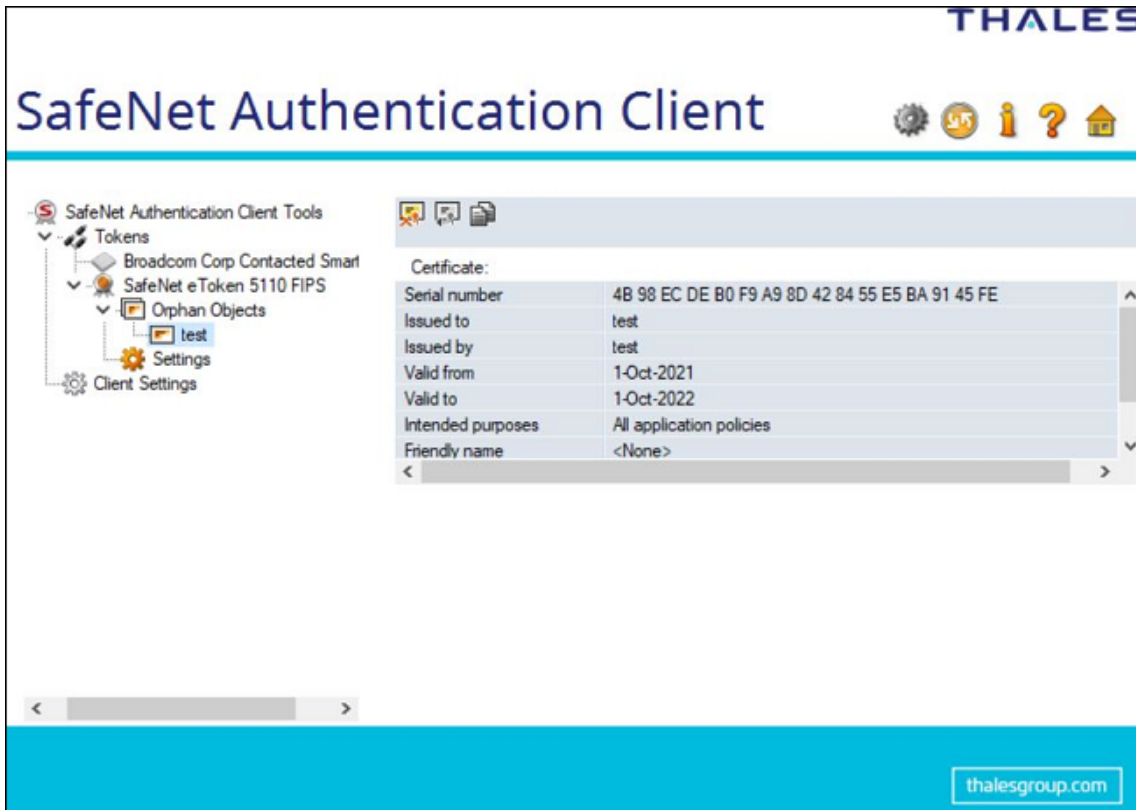 THALES
SafeNet Authentication Client
SafeNet Authentication Client Tools
Tokens
Broadcom Corp Contacted Smart
SafeNet eToken 5110 FIPS
Orphan Objects
test
Settings
Client Settings
Certificate:
Serial number 4B 98 EC DE B0 F9 A9 8D 42 84 55 E5 BA 91 45 FE
Issued to test
Issued by test
Valid from 1-Oct-2021
Valid to 1-Oct-2022
Intended purposes All application policies
Friendly name <None>
thalesgroup.com